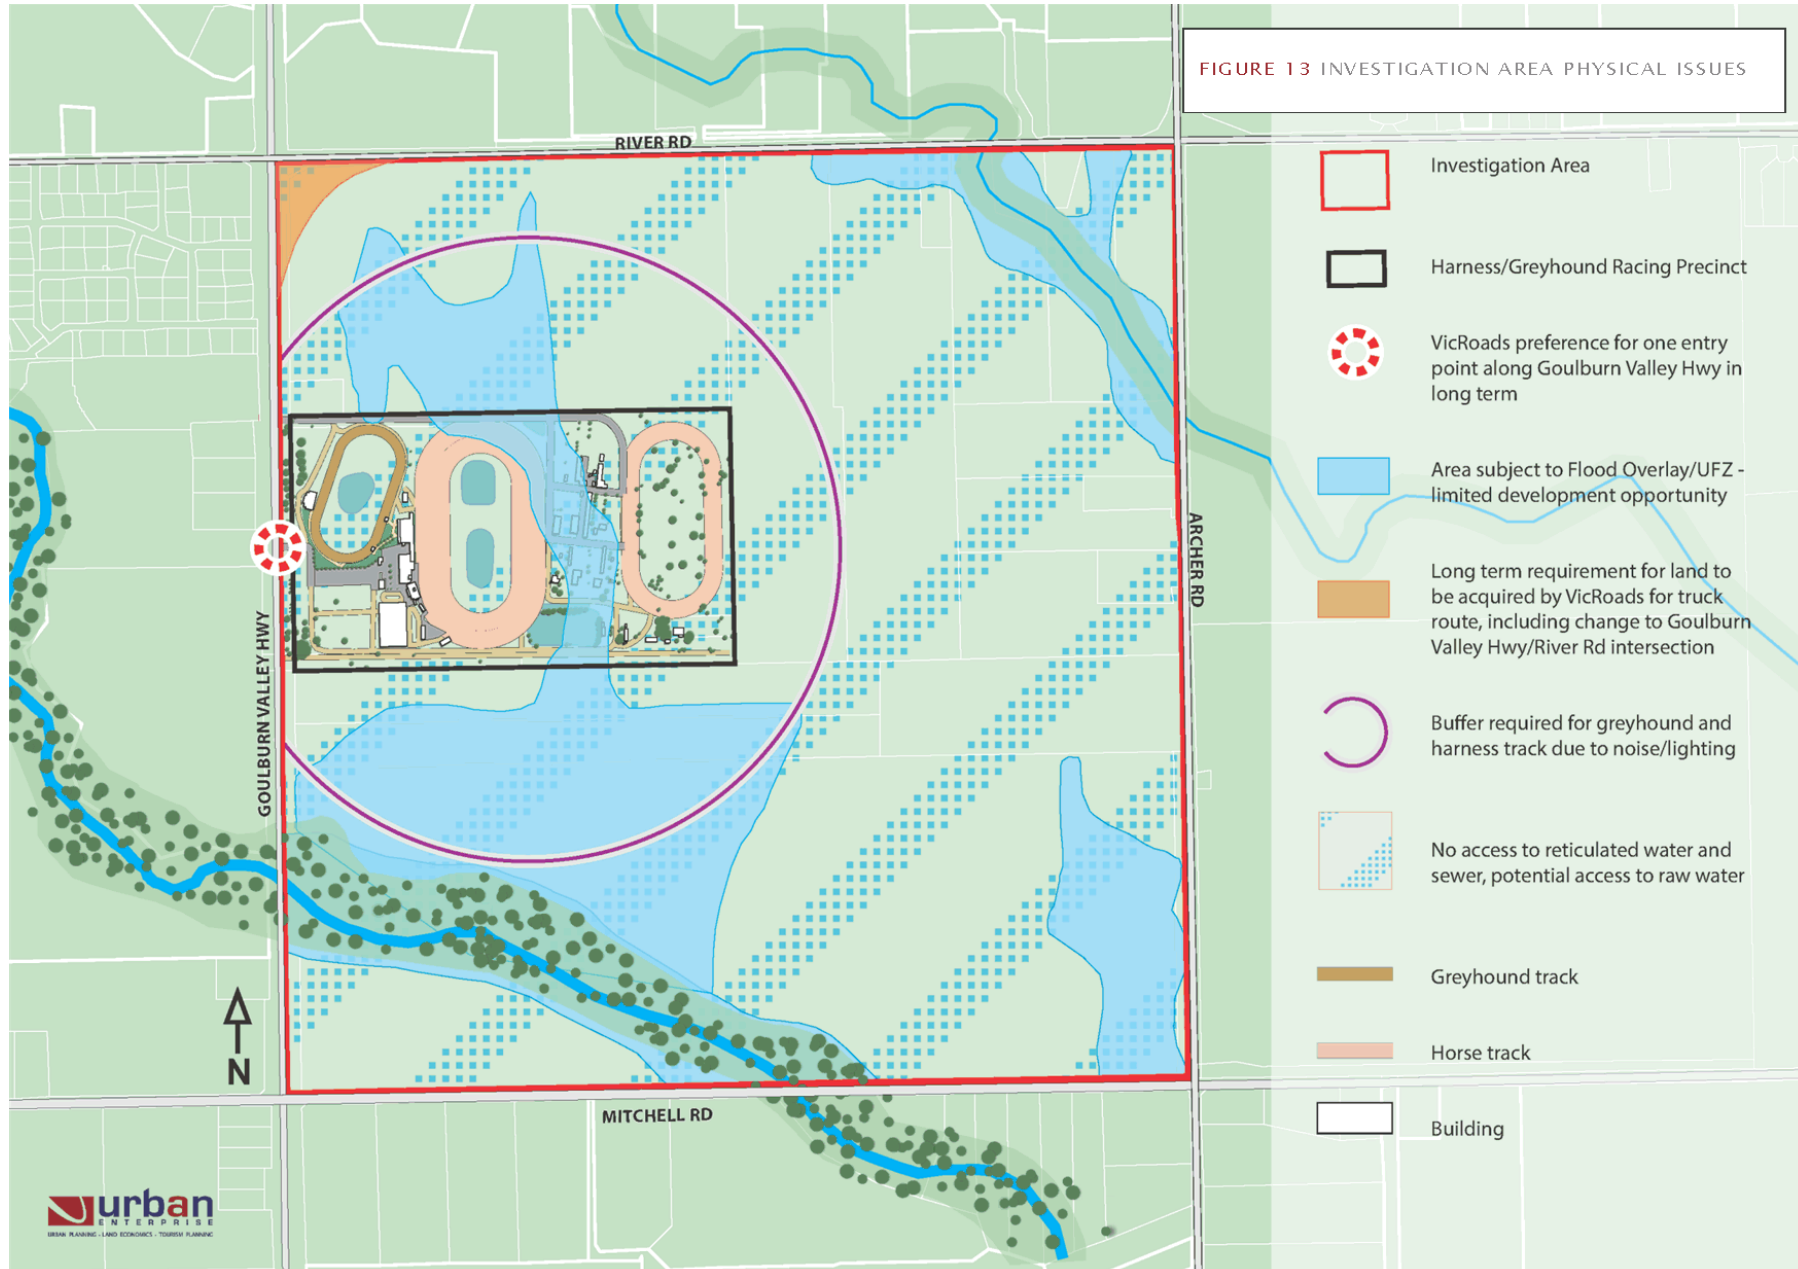 FIGURE 13 INVESTIGATION AREA PHYSICAL ISSUES
RIVER RD
Investigation Area
Harness/Greyhound Racing Precinct
VicRoads preference for one entry
point along Goulburn Valley Hwy in
long term
Area subject to Flood Overlay/UFZ -
limited development opportunity
ARCHER RD
Long term requirement for land to
be acquired by VicRoads for truck
route, including change to Goulburn
Valley Hwy/River Rd intersection
GOULBURN VALLEY HWY
Buffer required for greyhound and
harness track due to noise/lighting
No access to reticulated water and
sewer, potential access to raw water
Greyhound track
N
Horse track
MITCHELL RD
Building
urban
ENTERPRISE
URBAN PLANNING - LAND ECONOMICS - TOURISM PLANNING